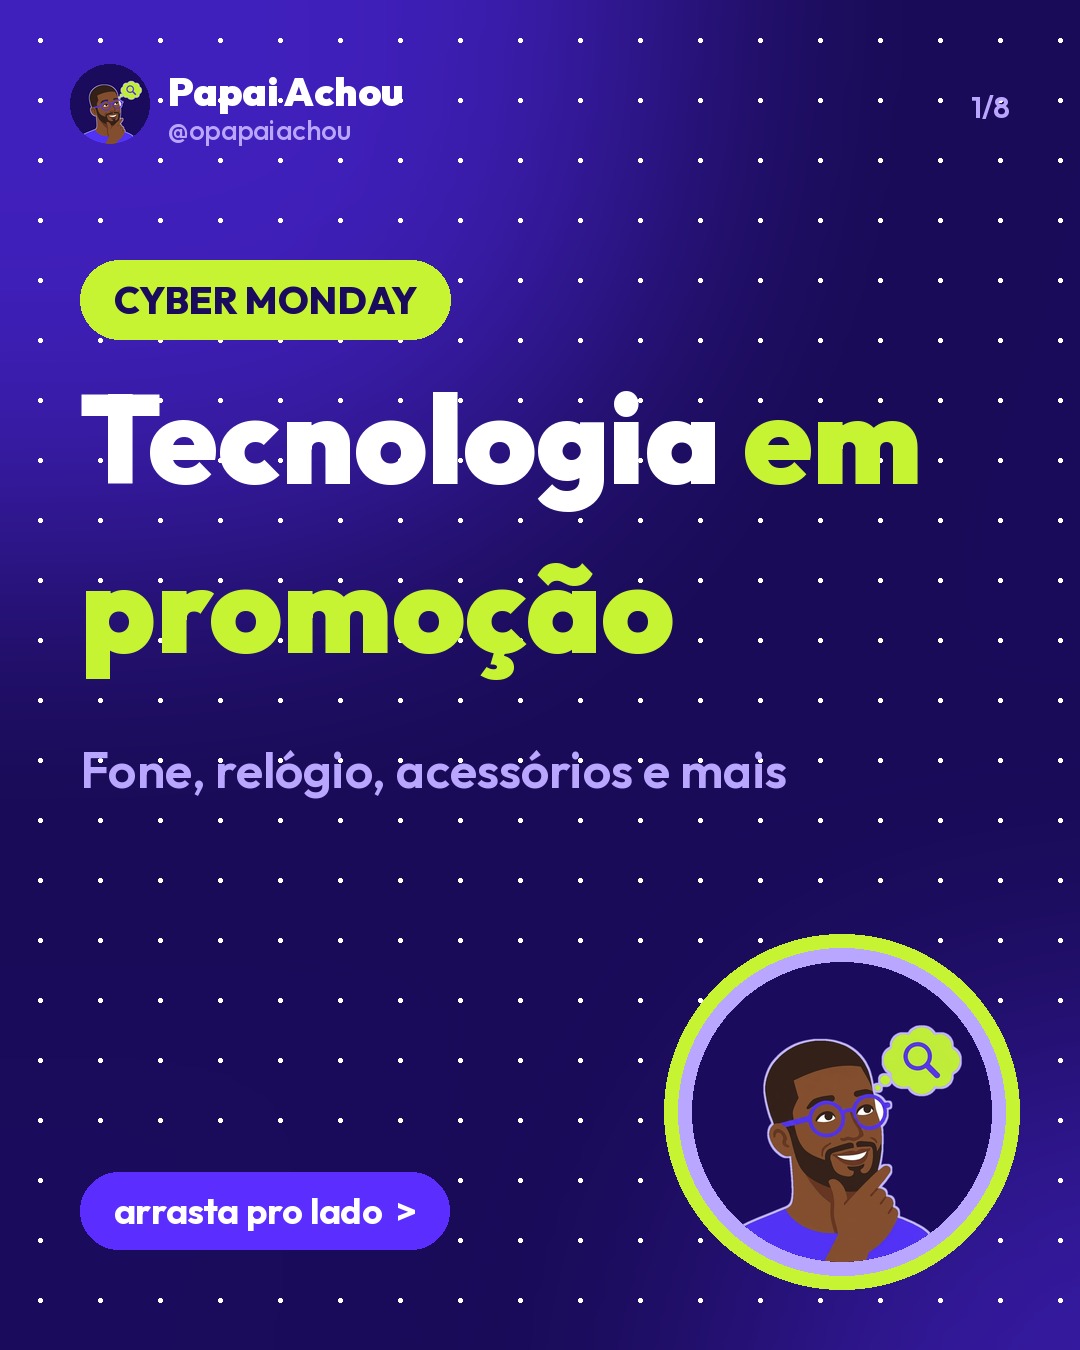 PapaiAchou
@opapaiachou
1/8
CYBER MONDAY
Tecnologia em
promoção
Fone, relógio, acessórios e mais
arrasta pro lado >